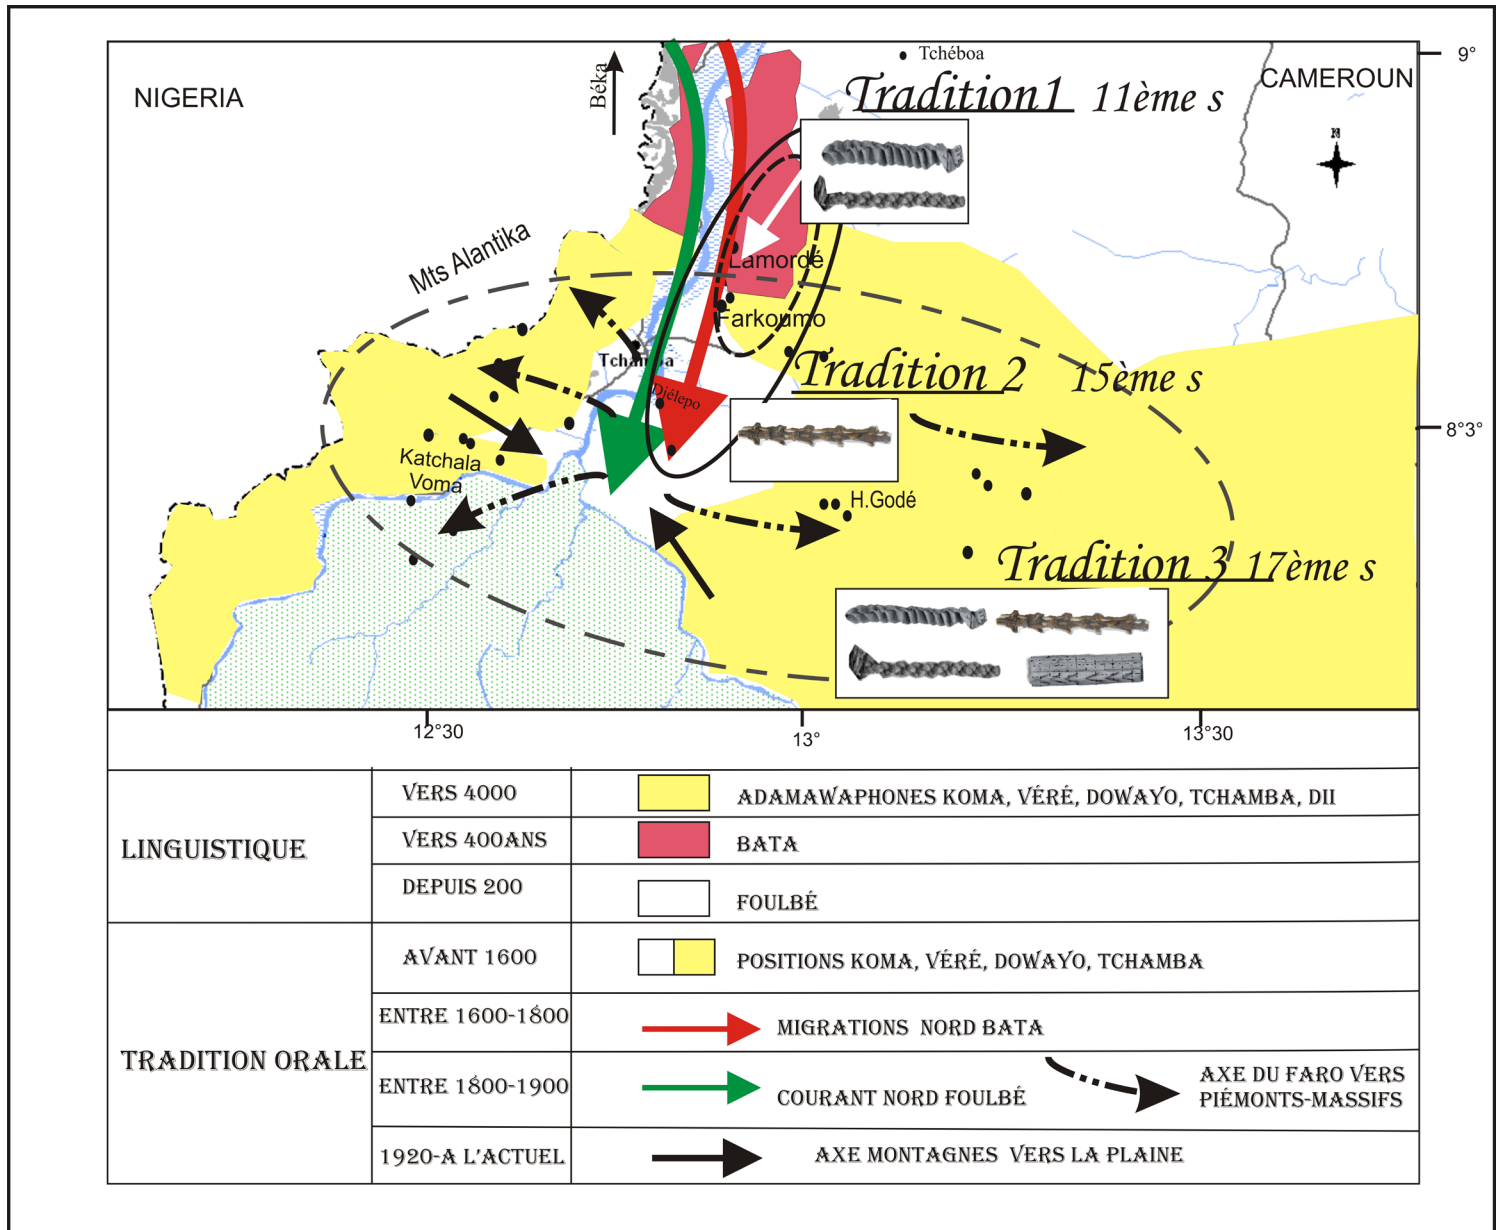 NIGERIA
Béka
Tchéboa
9°
CAMEROUN
Tradition1 11ème s
N
Mts Alantika
Lamordé
Farkoumo
Tchamba
Tradition 2 15ème s
Djélepo
8°3°
Katchala
Voma
H.Godé
Tradition 3 17ème s
12°30
13°
13°30
LINGUISTIQUE
VERS 4000
ADAMAWAPHONES KOMA, VÉRÉ, DOWAYO, TCHAMBA, DII
VERS 400ANS
BATA
DEPUIS 200
FOULBÉ
TRADITION ORALE
AVANT 1600
POSITIONS KOMA, VÉRÉ, DOWAYO, TCHAMBA
ENTRE 1600-1800
MIGRATIONS NORD BATA
ENTRE 1800-1900
COURANT NORD FOULBÉ
AXE DU FARO VERS
PIÉMONTS-MASSIFS
1920-A L'ACTUEL
AXE MONTAGNES VERS LA PLAINE